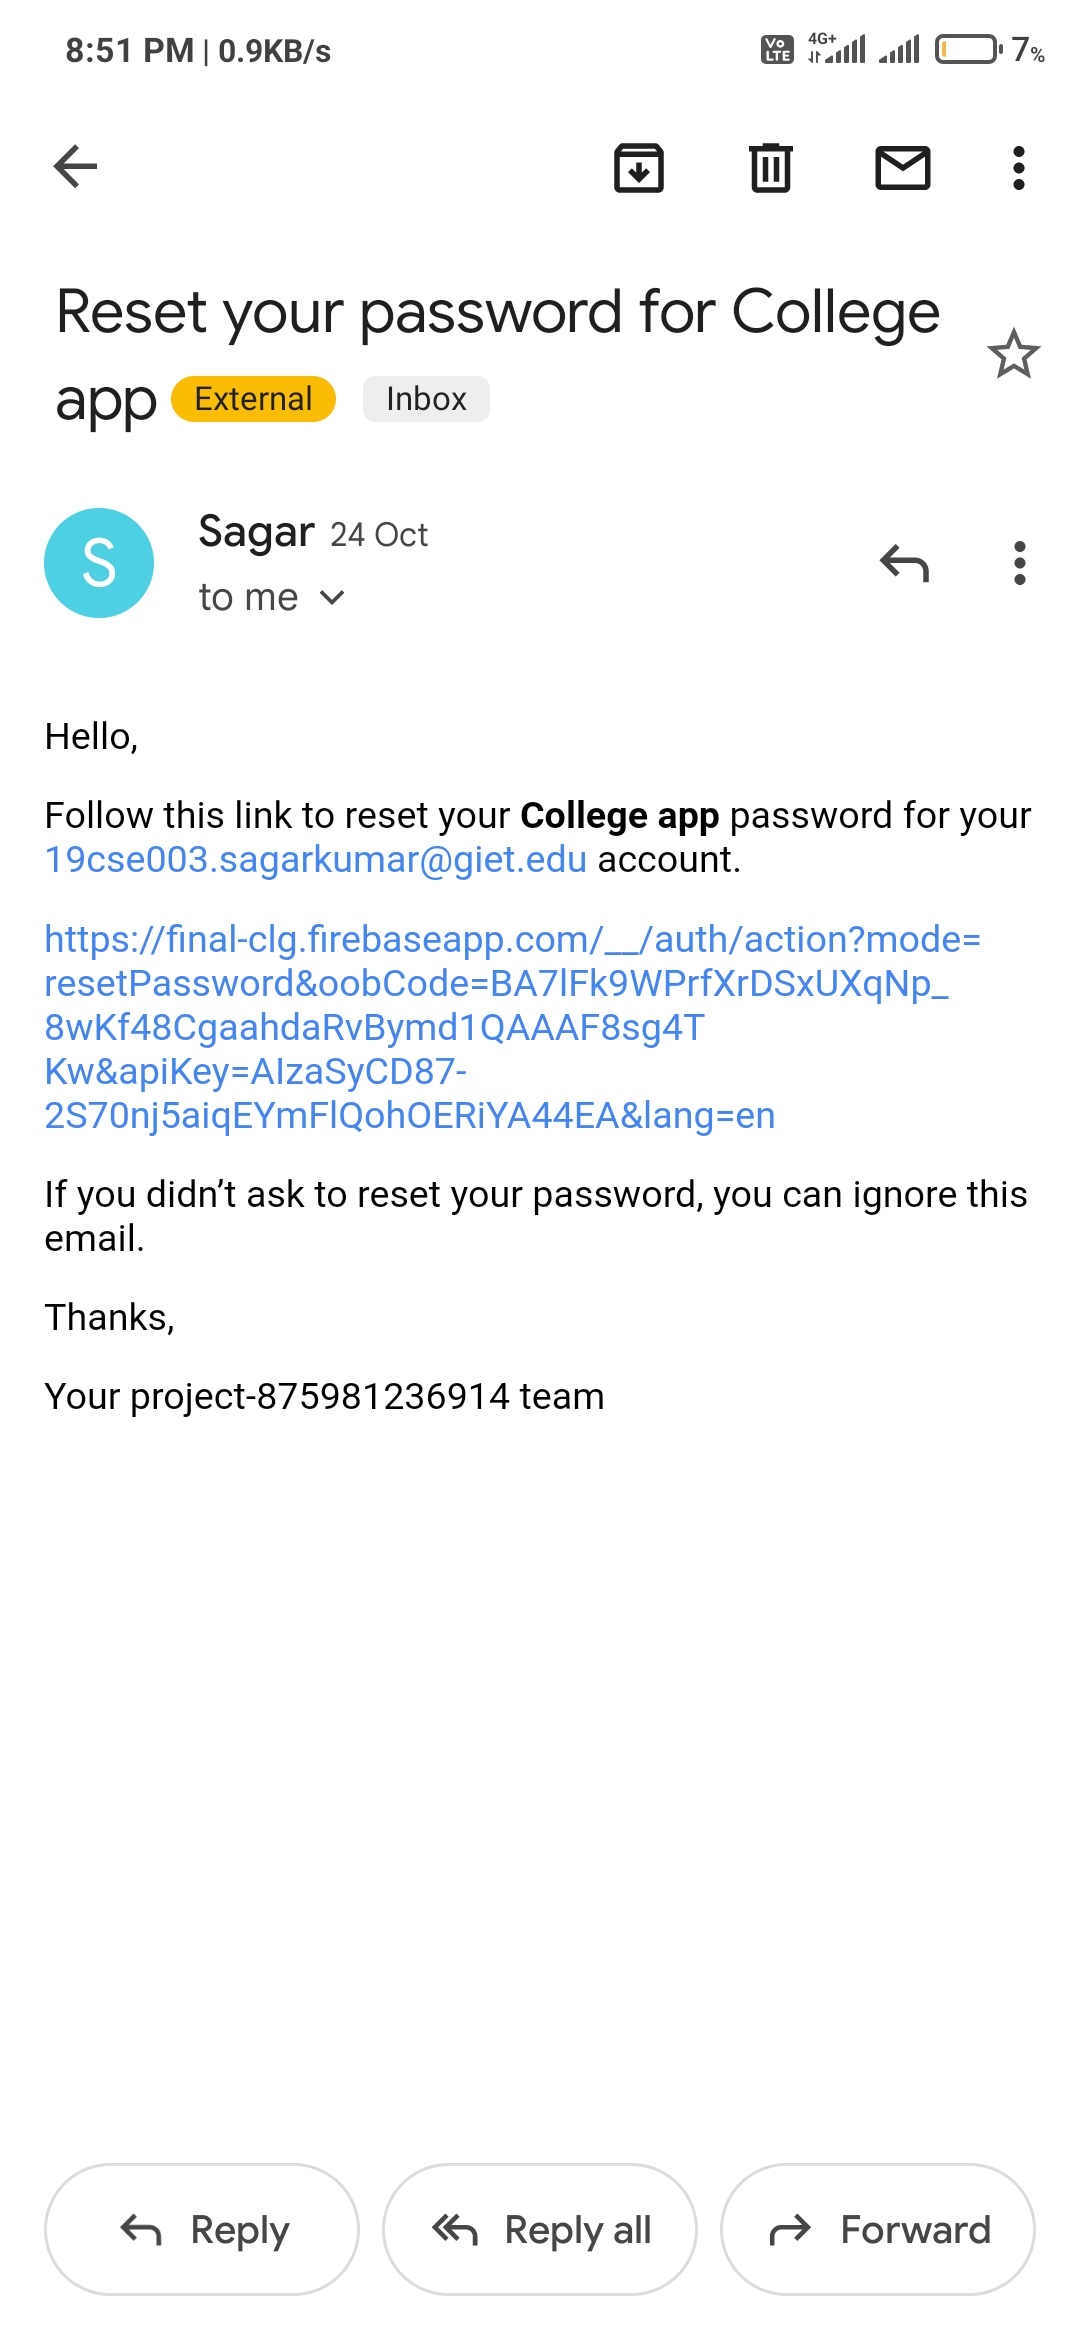 8:51 PM | 0.9KB/s
Vo LTE 4G+ 7%
Reset your password for College
app External Inbox
S
Sagar 24 Oct
to me
Hello,
Follow this link to reset your College app password for your
19cse003.sagarkumar@giet.edu account.
https://final-clg.firebaseapp.com/__/auth/action?mode=
resetPassword&oobCode=BA7lFk9WPrfXrDSxUXqNp_
8wKf48CgaahdaRvBymd1QAAAF8sg4T
Kw&apiKey=AIzaSyCD87-
2S70nj5aiqEYmFlQohOERiYA44EA&lang=en
If you didn’t ask to reset your password, you can ignore this
email.
Thanks,
Your project-875981236914 team
Reply
Reply all
Forward